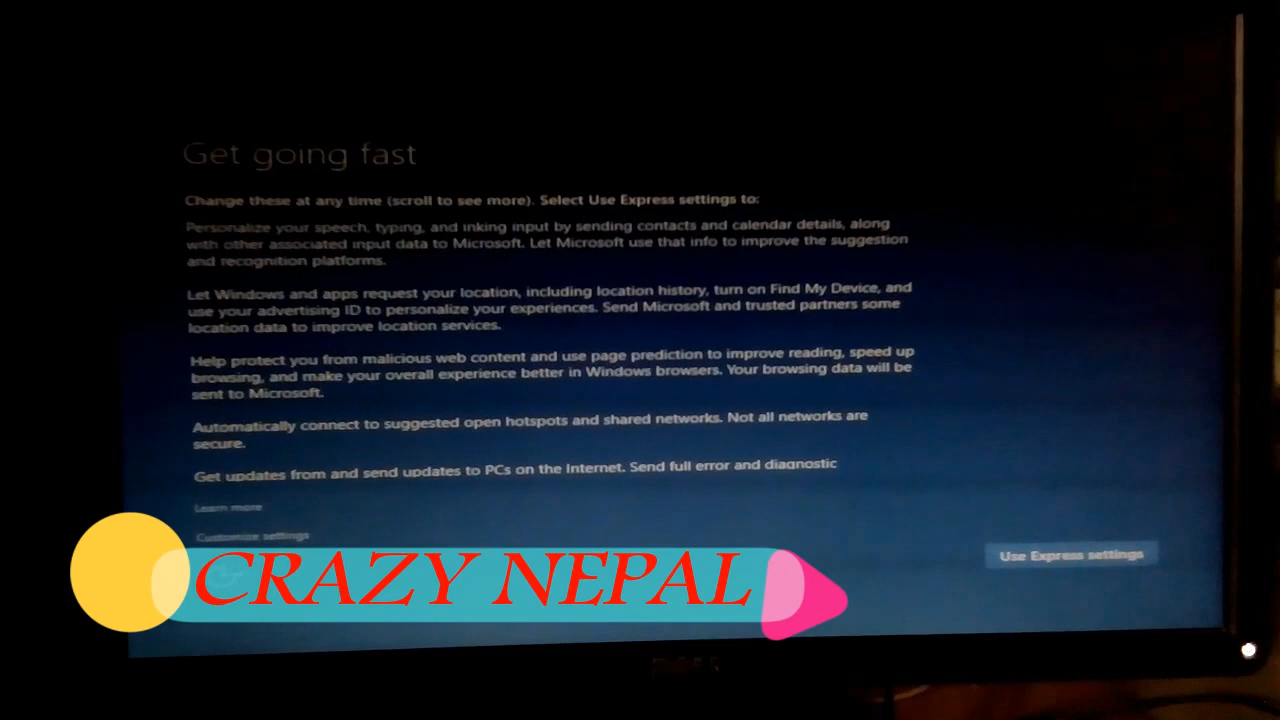 Get going fast
Change these at any time (scroll to see more). Select Use Express settings to:
Personalize your speech, typing, and inking input by sending contacts and calendar details, along
with other associated input data to Microsoft. Let Microsoft use that info to improve the suggestion
and recognition platforms.
Let Windows and apps request your location, including location history, turn on Find My Device, and
use your advertising ID to personalize your experiences. Send Microsoft and trusted partners some
location data to improve location services.
Help protect you from malicious web content and use page prediction to improve reading, speed up
browsing, and make your overall experience better in Windows browsers. Your browsing data will be
sent to Microsoft.
Automatically connect to suggested open hotspots and shared networks. Not all networks are
secure.
Get updates from and send updates to PCs on the Internet. Send full error and diagnostic
Learn more
Customize settings
Use Express settings
CRAZY NEPAL